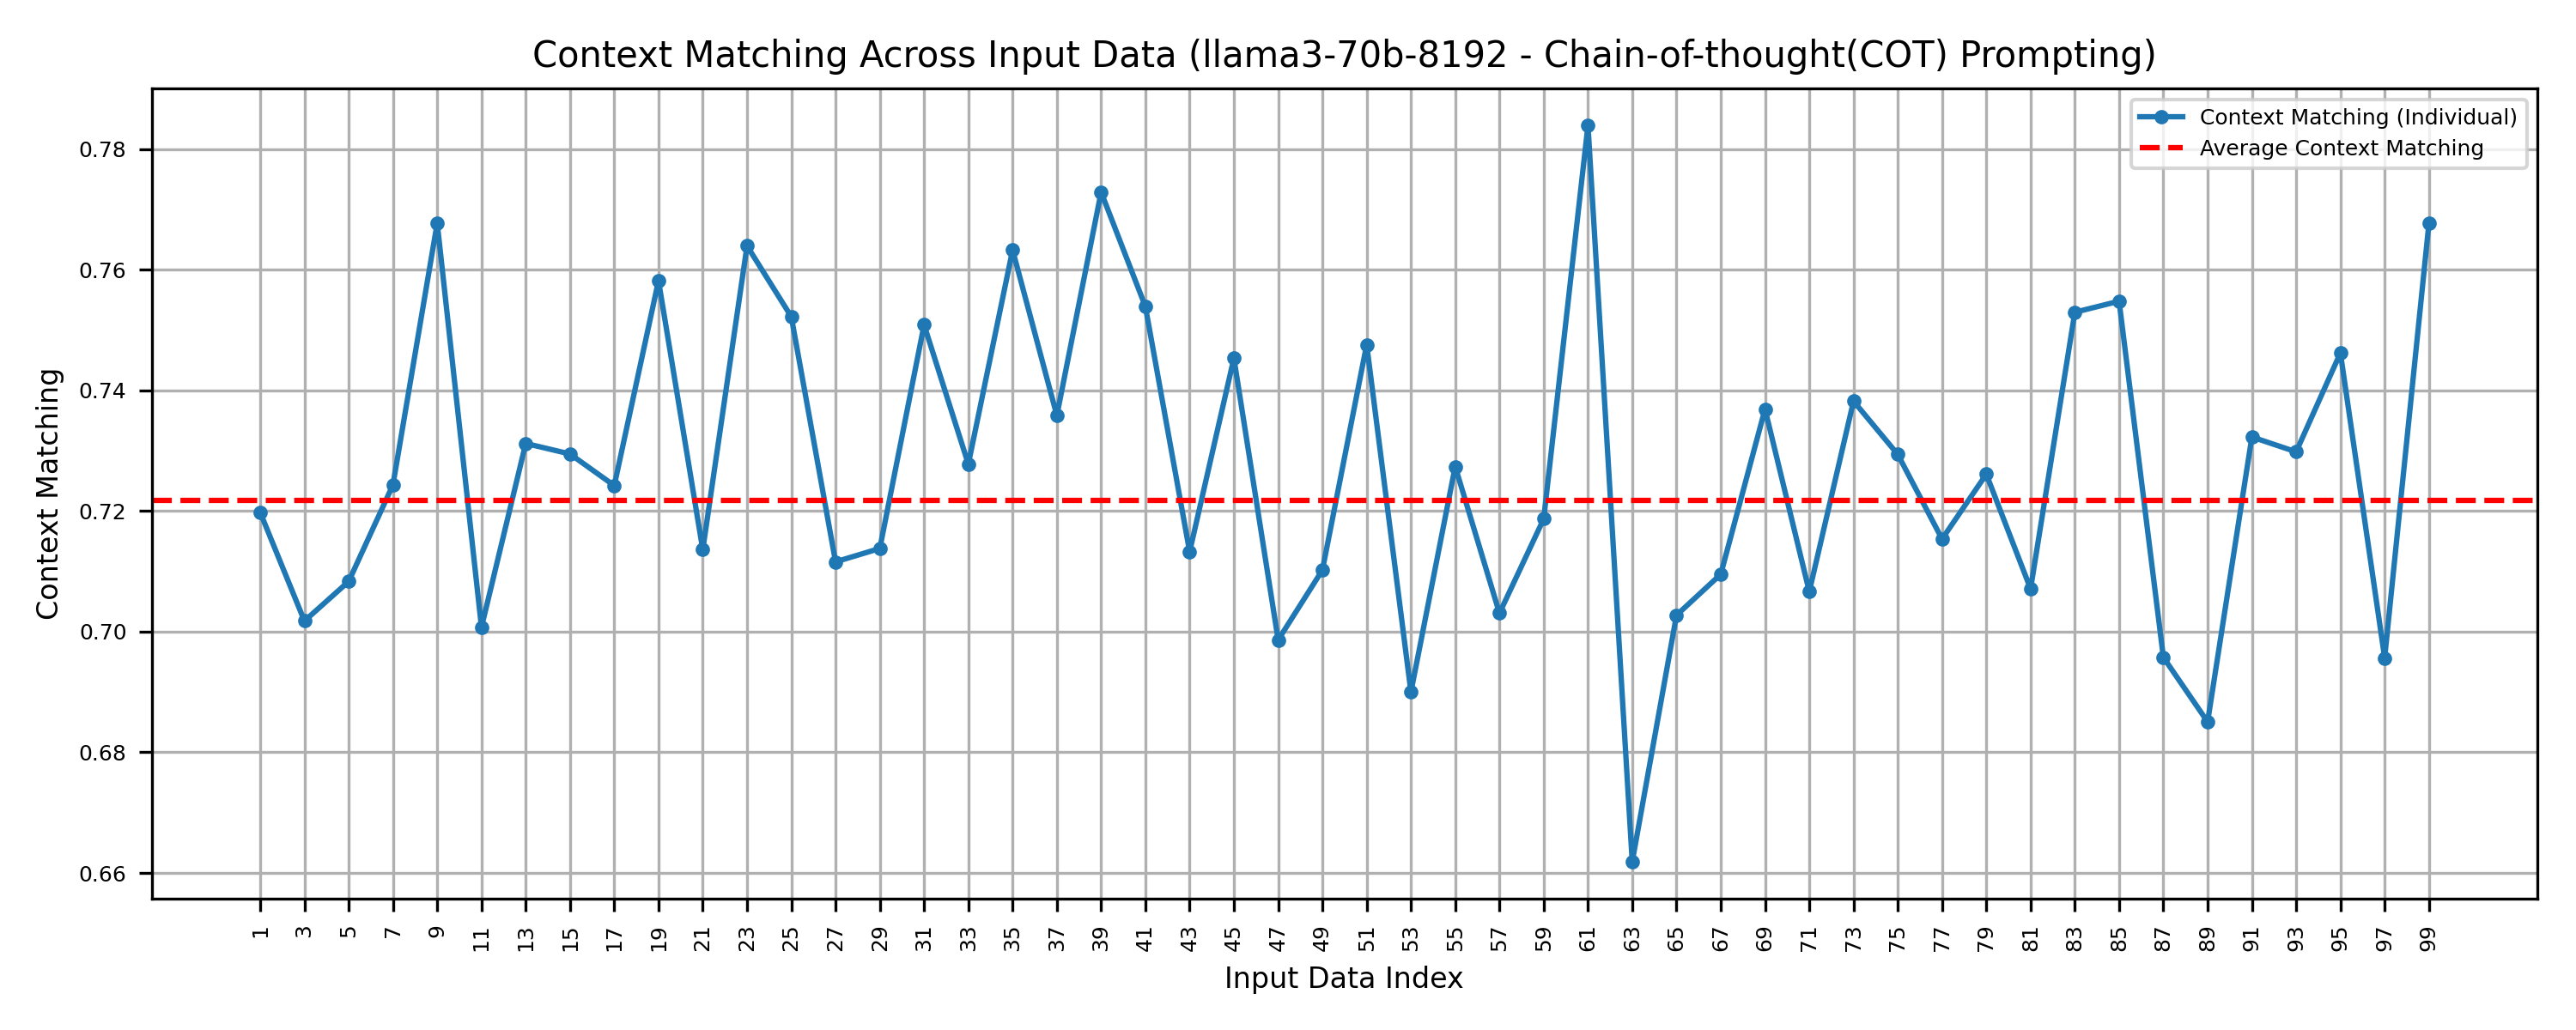 Context Matching Across Input Data (llama3-70b-8192 - Chain-of-thought(COT) Prompting)
Context Matching (Individual)
Average Context Matching
Context Matching
0.78
0.76
0.74
0.72
0.70
0.68
0.66
1 3 5 7 9 11 13 15 17 19 21 23 25 27 29 31 33 35 37 39 41 43 45 47 49 51 53 55 57 59 61 63 65 67 69 71 73 75 77 79 81 83 85 87 89 91 93 95 97 99
Input Data Index